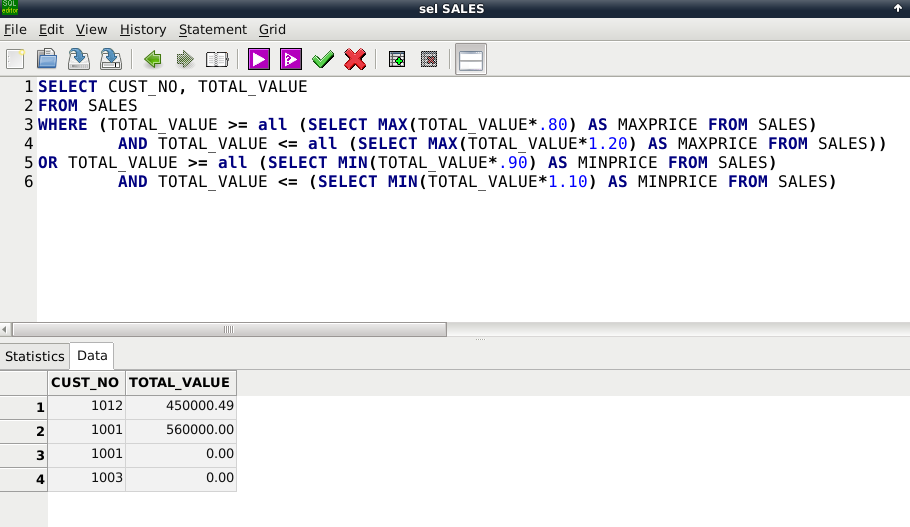 SQL
editor
sel SALES
File Edit View History Statement Grid
1 SELECT CUST_NO, TOTAL_VALUE
2 FROM SALES
3 WHERE (TOTAL_VALUE >= all (SELECT MAX(TOTAL_VALUE*.80) AS MAXPRICE FROM SALES)
4 AND TOTAL_VALUE <= all (SELECT MAX(TOTAL_VALUE*1.20) AS MAXPRICE FROM SALES))
5 OR TOTAL_VALUE >= all (SELECT MIN(TOTAL_VALUE*.90) AS MINPRICE FROM SALES)
6 AND TOTAL_VALUE <= (SELECT MIN(TOTAL_VALUE*1.10) AS MINPRICE FROM SALES)
Statistics Data
CUST_NO TOTAL_VALUE
1 1012 450000.49
2 1001 560000.00
3 1001 0.00
4 1003 0.00